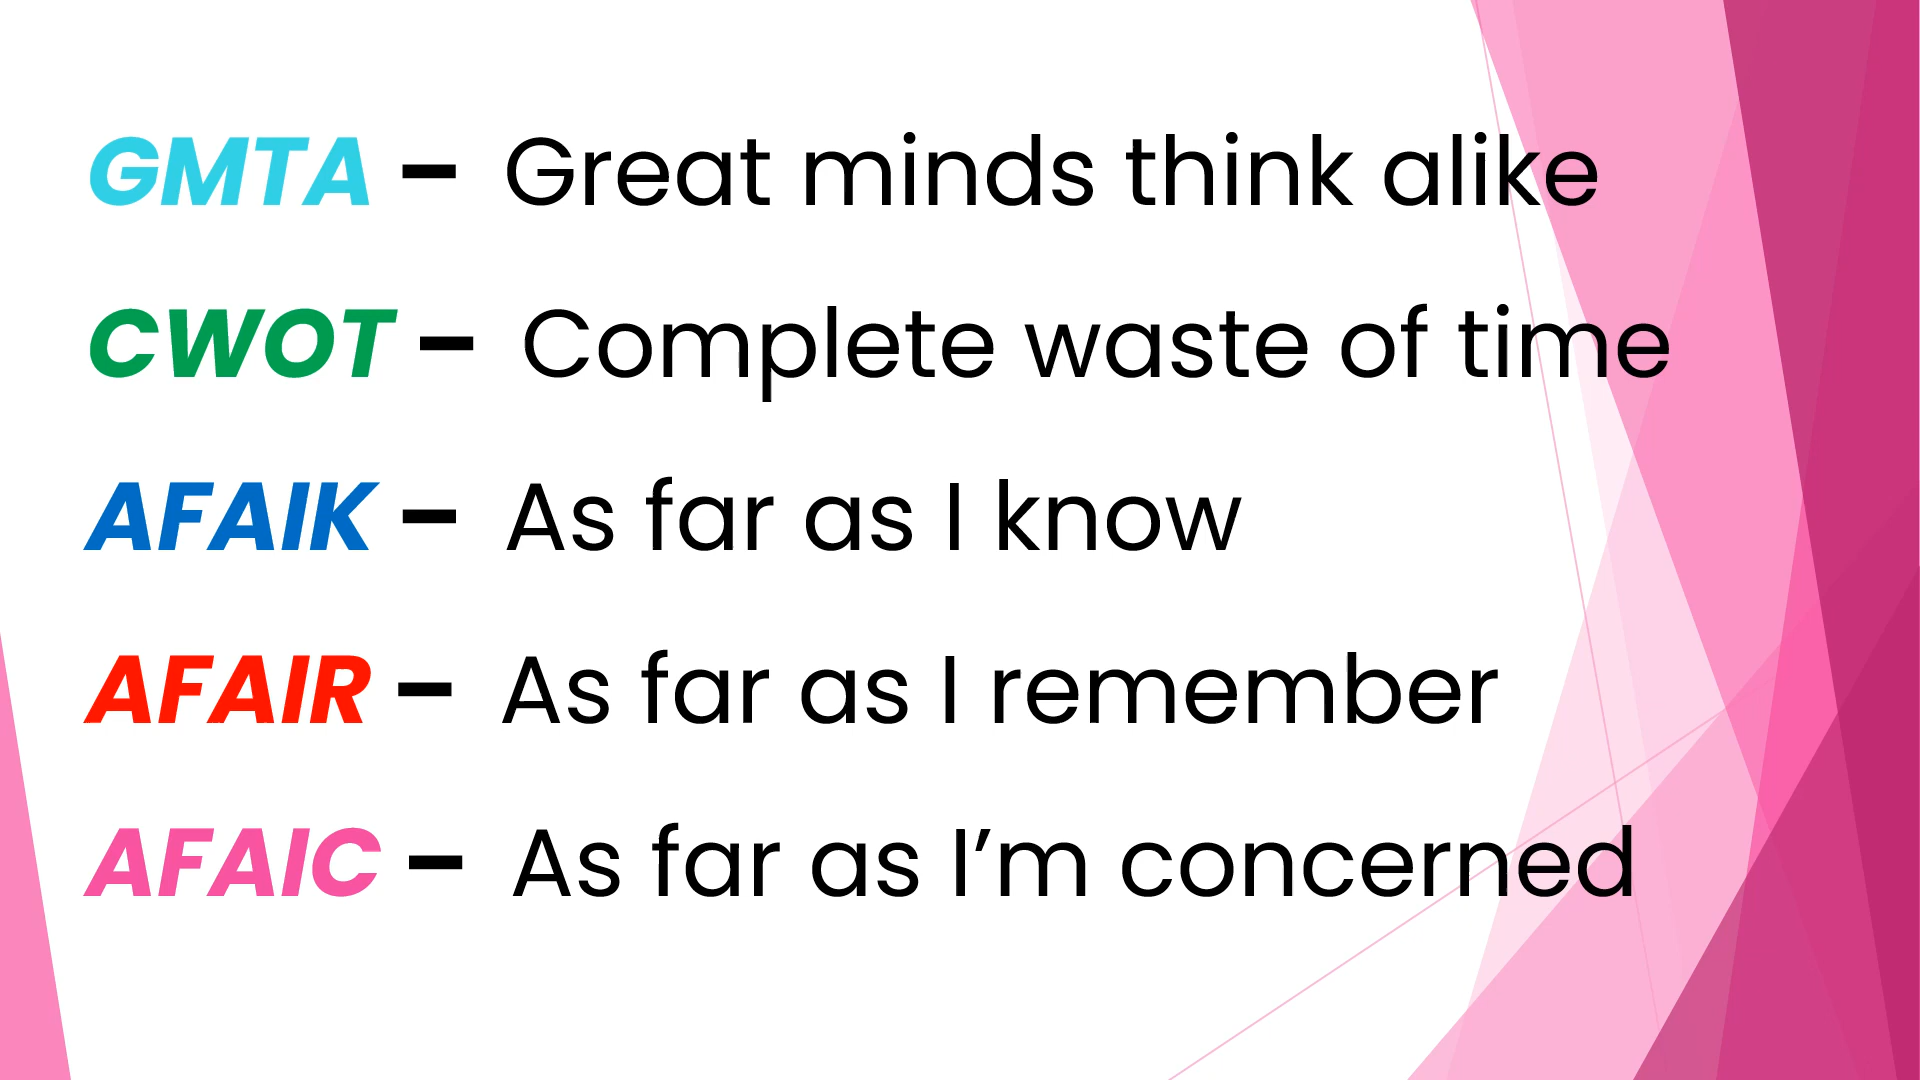 GMTA – Great minds think alike
CWOT – Complete waste of time
AFAIK – As far as I know
AFAIR – As far as I remember
AFAIC – As far as I’m concerned